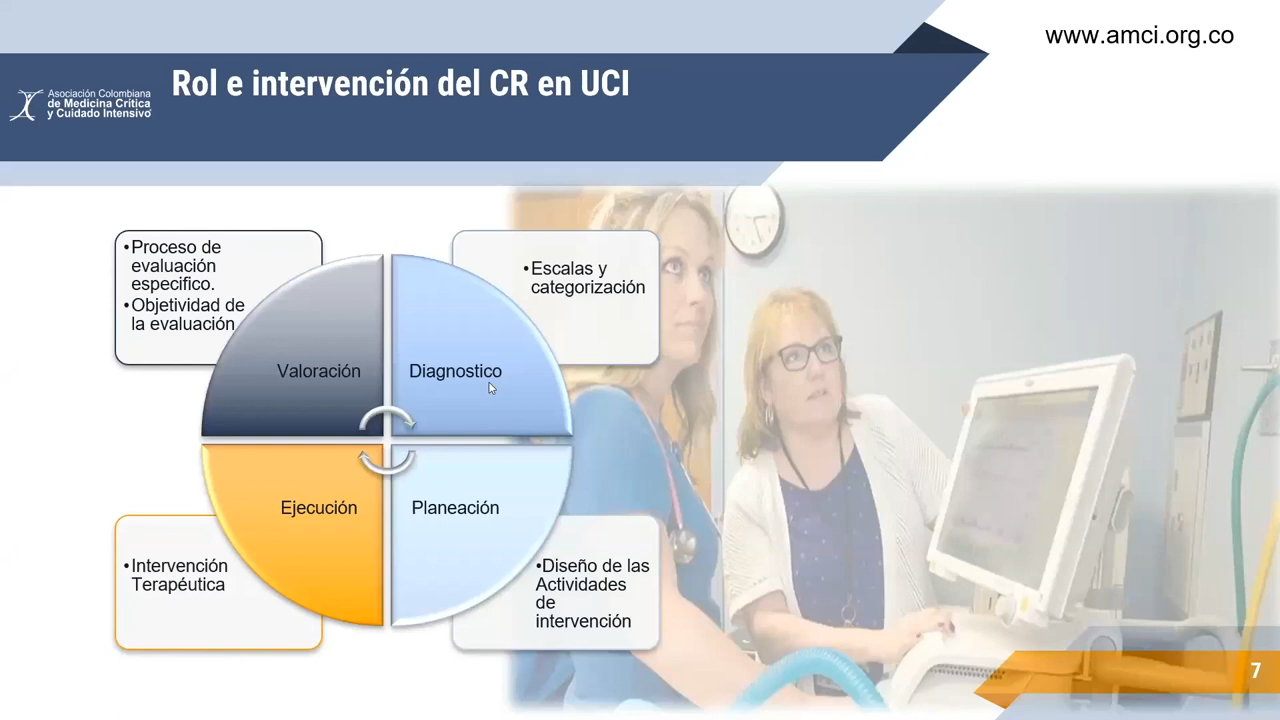 www.amci.org.co
Rol e intervención del CR en UCI
Asociación Colombiana
de Medicina Crítica
y Cuidado Intensivo
•Proceso de
evaluación
especifico.
•Objetividad de
la evaluación
•Escalas y
categorización
Valoración
Diagnostico
Ejecución
Planeación
•Intervención
Terapéutica
•Diseño de las
Actividades
de
intervención
7